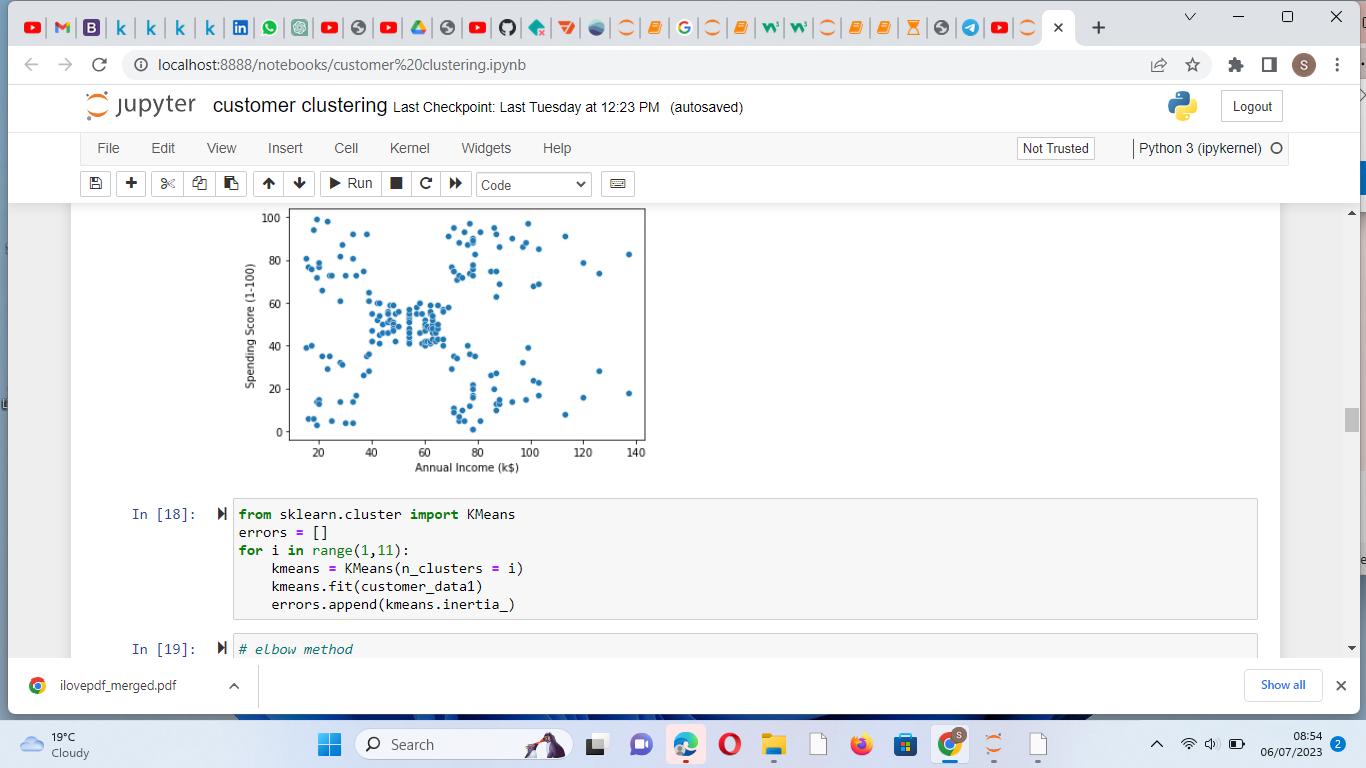 localhost:8888/notebooks/customer%20clustering.ipynb
S
jupyter customer clustering Last Checkpoint: Last Tuesday at 12:23 PM (autosaved)
Logout
File Edit View Insert Cell Kernel Widgets Help
Not Trusted
Python 3 (ipykernel)
Run
Code
100
80
60
40
20
0
Spending Score (1-100)
20 40 60 80 100 120 140
Annual Income (k$)
In [18]:
from sklearn.cluster import KMeans
errors = []
for i in range(1,11):
    kmeans = KMeans(n_clusters = i)
    kmeans.fit(customer_data1)
    errors.append(kmeans.inertia_)
In [19]:
# elbow method
ilovepdf_merged.pdf
Show all
19°C
Cloudy
Search
S
08:54
06/07/2023
2